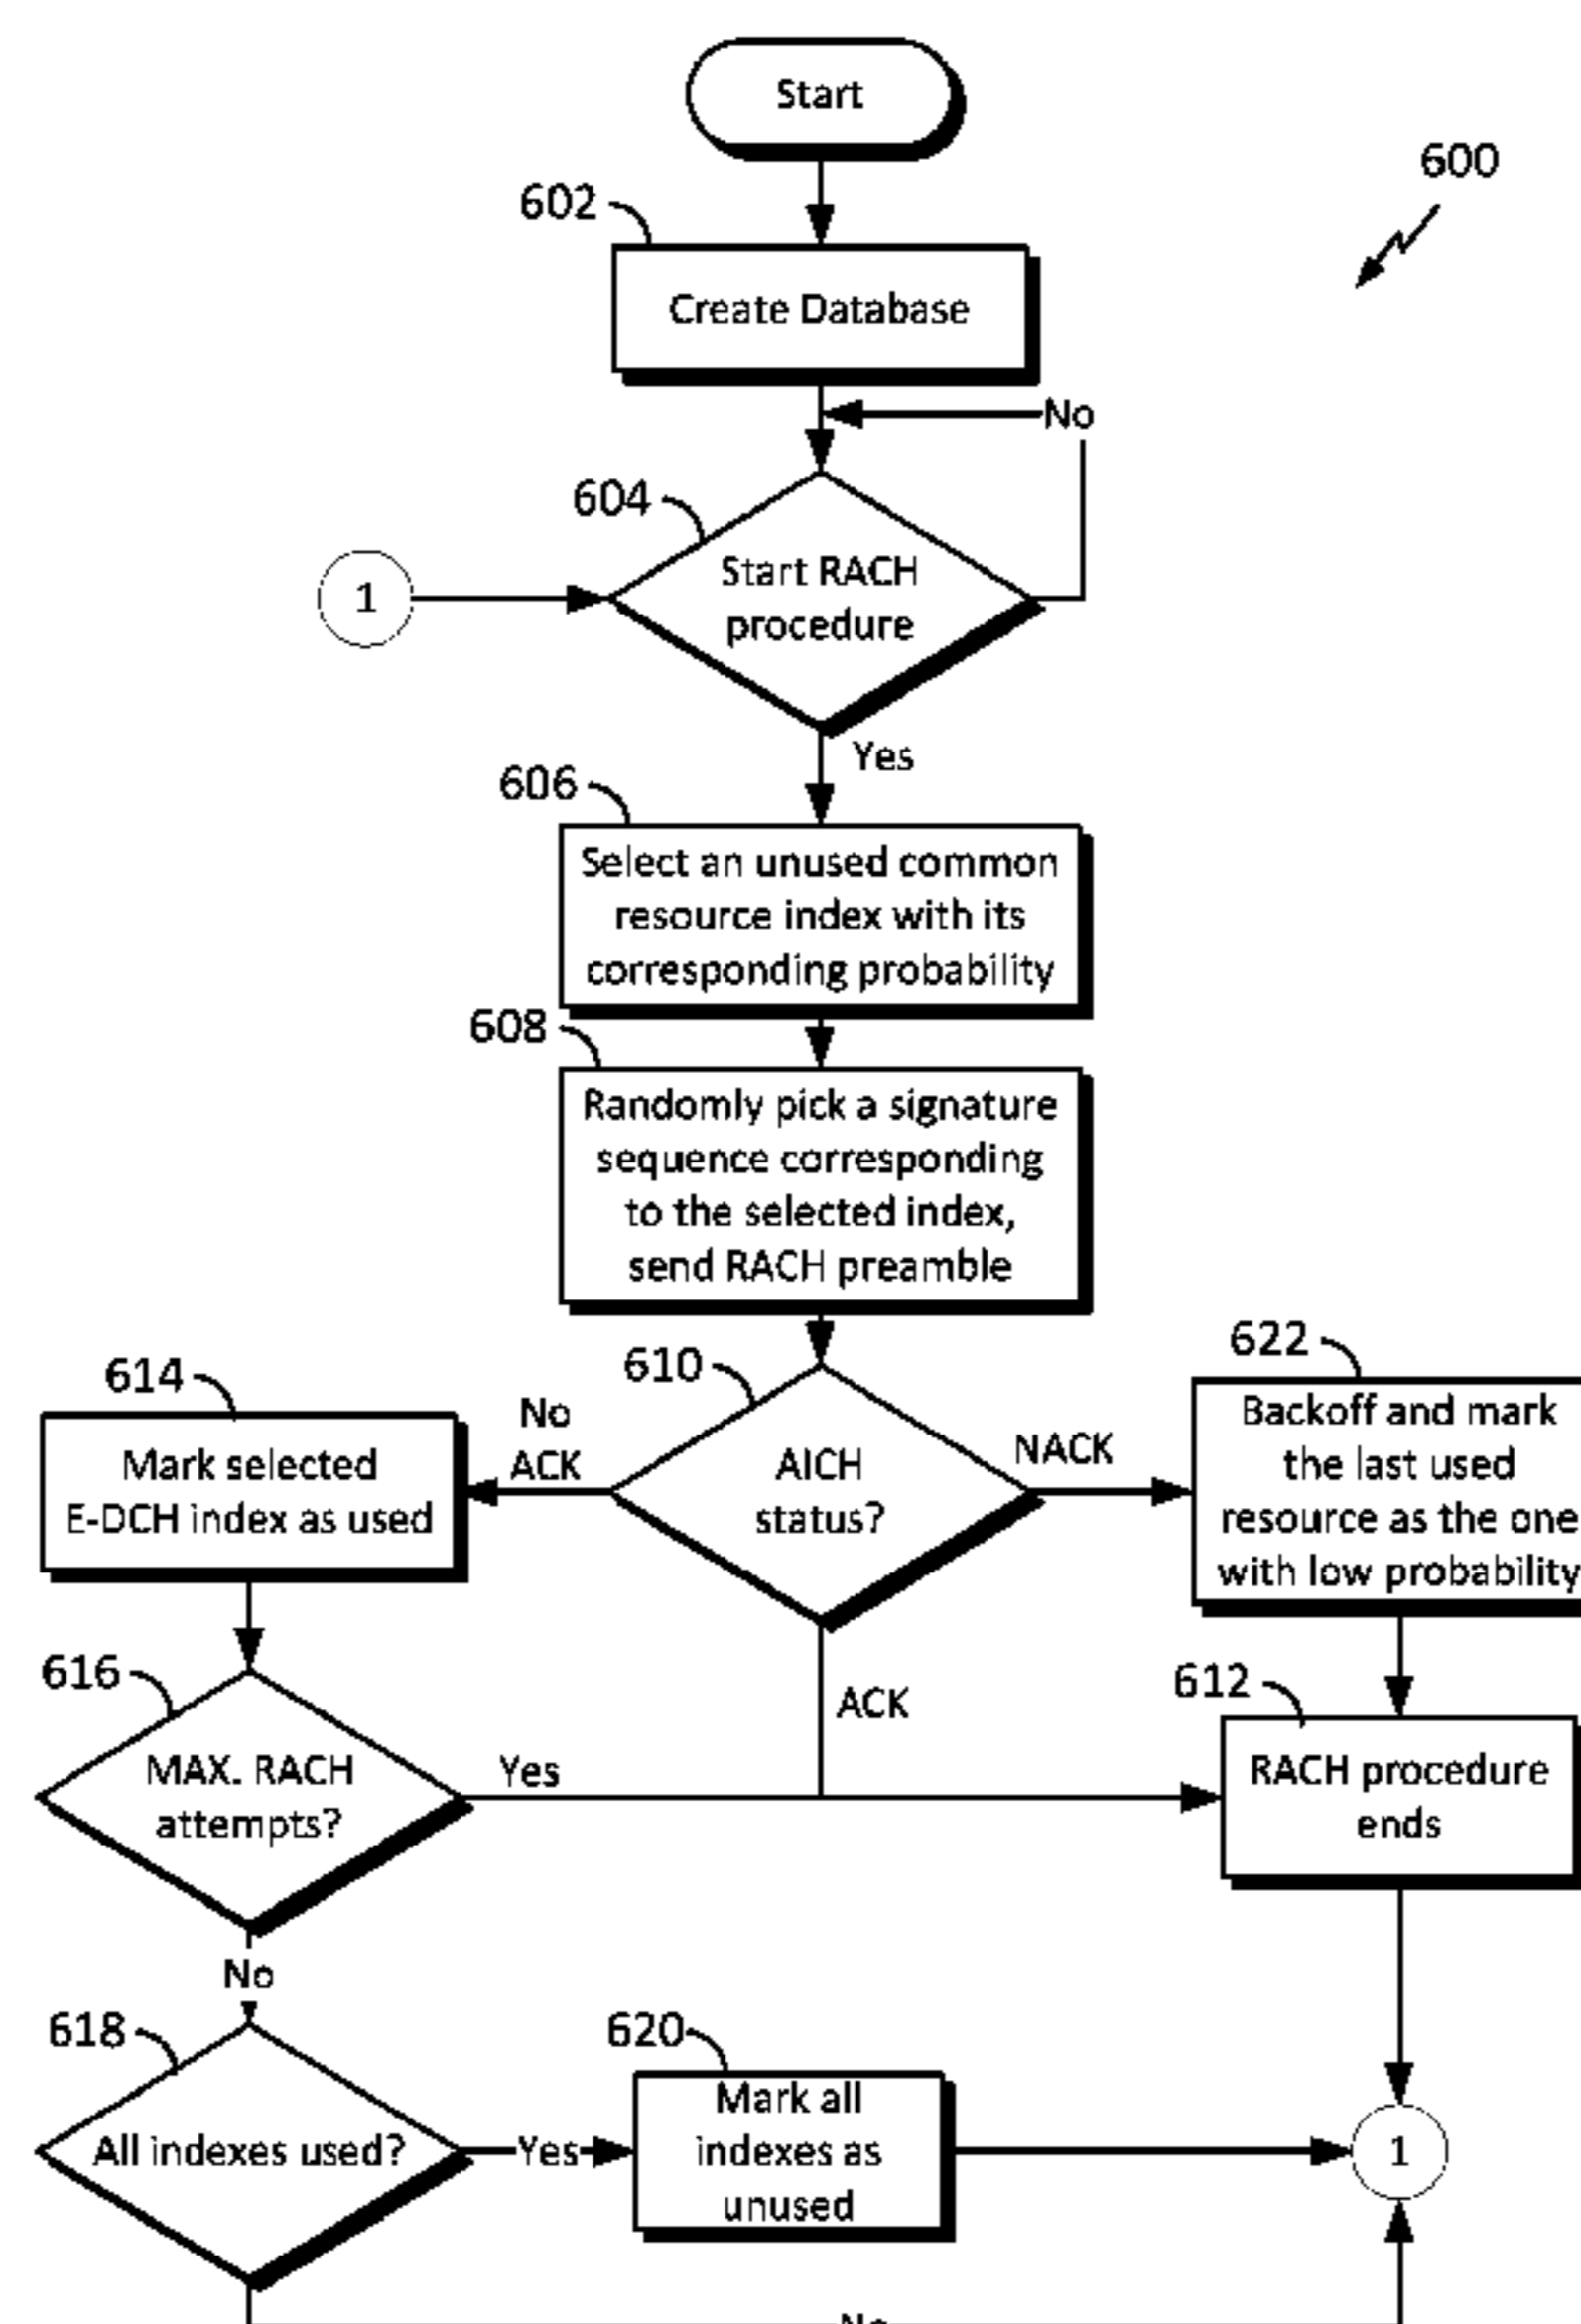 Start
600
602
Create Database
No
604
Start RACH
procedure
1
Yes
606
Select an unused common
resource index with its
corresponding probability
608
Randomly pick a signature
sequence corresponding
to the selected index,
send RACH preamble
610
AICH
status?
614
No
ACK
Mark selected
E-DCH index as used
NACK
622
Backoff and mark
the last used
resource as the one
with low probability
616
MAX. RACH
attempts?
Yes
ACK
612
RACH procedure
ends
No
618
All indexes used?
Yes
620
Mark all
indexes as
unused
1
No